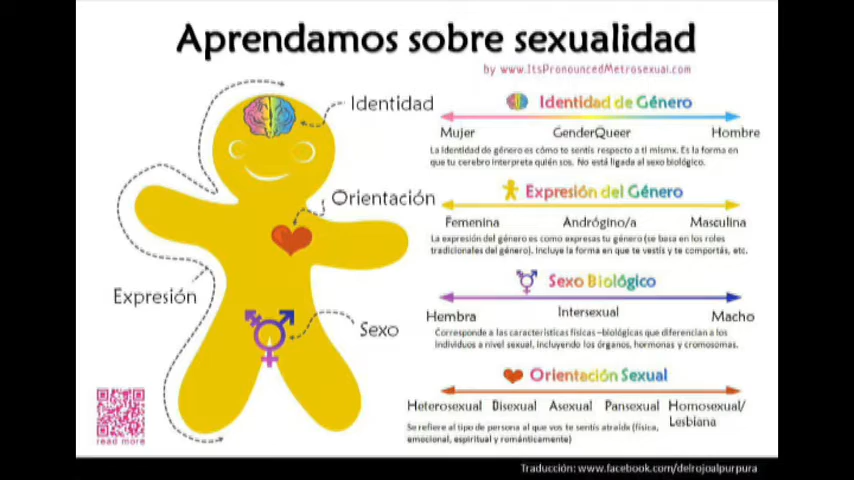 Aprendamos sobre sexualidad
by www.ItsPronouncedMetrosexual.com
Identidad
Orientación
Expresión
Sexo
read more
Identidad de Género
Mujer GenderQueer Hombre
La identidad de género es cómo te sentís respecto a ti mismx. Es la forma en
que tu cerebro interpreta quién sos. No está ligada al sexo biológico.
Expresión del Género
Femenina Andrógino/a Masculina
La expresión del género es como expresas tu género (se basa en los roles
tradicionales del género). Incluye la forma en que te vestís y te comportás, etc.
Sexo Biológico
Hembra Intersexual Macho
Corresponde a las características físicas-biológicas que diferencian a los
individuos a nivel sexual, incluyendo los órganos, hormonas y cromosomas.
Orientación Sexual
Heterosexual Bisexual Asexual Pansexual Homosexual/
Lesbiana
Se refiere al tipo de persona al que vos te sentís atraídx (física,
emocional, espiritual y románticamente)
Traducción: www.facebook.com/delrojoalpurpura